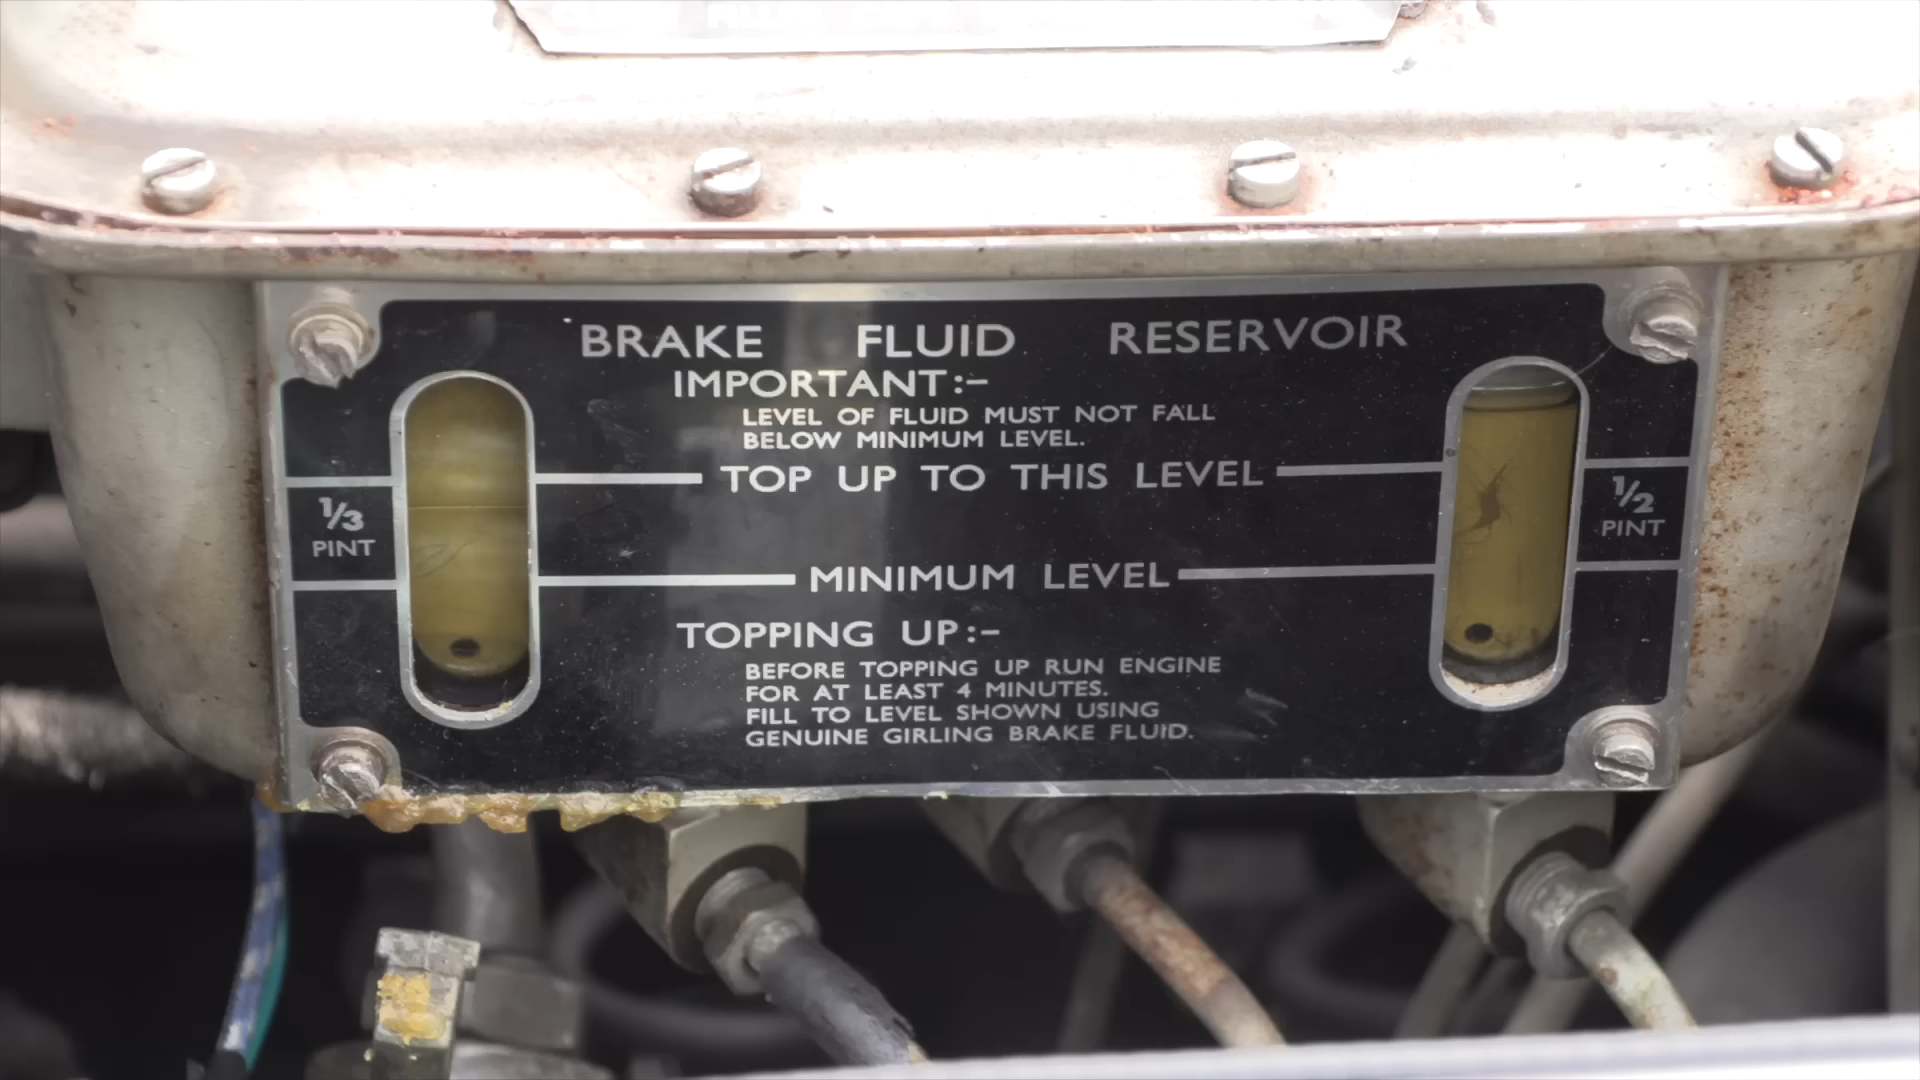 BRAKE FLUID RESERVOIR
IMPORTANT:-
LEVEL OF FLUID MUST NOT FALL
BELOW MINIMUM LEVEL.
TOP UP TO THIS LEVEL
1/3
PINT
1/2
PINT
MINIMUM LEVEL
TOPPING UP:-
BEFORE TOPPING UP RUN ENGINE
FOR AT LEAST 4 MINUTES.
FILL TO LEVEL SHOWN USING
GENUINE GIRLING BRAKE FLUID.